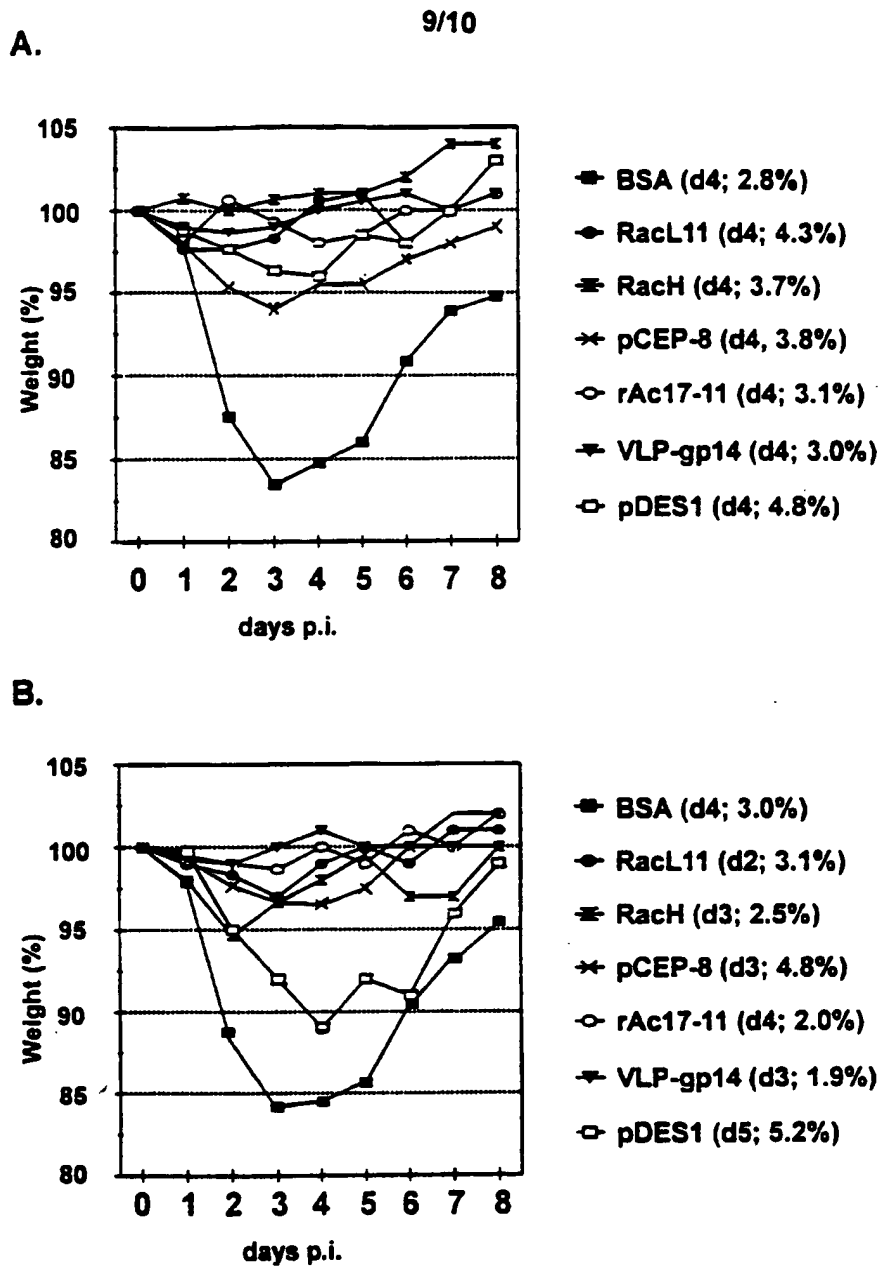 9/10
A.
105
100
95
90
85
80
Weight (%)
0 1 2 3 4 5 6 7 8
days p.i.
BSA (d4; 2.8%)
RacL11 (d4; 4.3%)
RacH (d4; 3.7%)
pCEP-8 (d4, 3.8%)
rAc17-11 (d4; 3.1%)
VLP-gp14 (d4; 3.0%)
pDES1 (d4; 4.8%)
B.
105
100
95
90
85
80
Weight (%)
0 1 2 3 4 5 6 7 8
days p.i.
BSA (d4; 3.0%)
RacL11 (d2; 3.1%)
RacH (d3; 2.5%)
pCEP-8 (d3; 4.8%)
rAc17-11 (d4; 2.0%)
VLP-gp14 (d3; 1.9%)
pDES1 (d5; 5.2%)